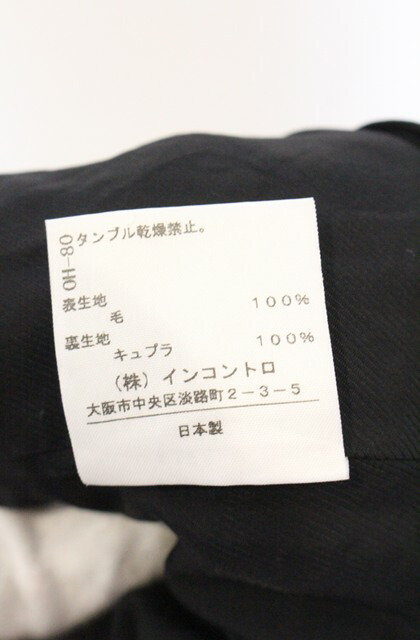 08-HO
タンブル乾燥禁止。
表生地
毛 100%
裏生地
キュプラ 100%
(株) インコントロ
大阪市中央区淡路町2-3-5
日本製